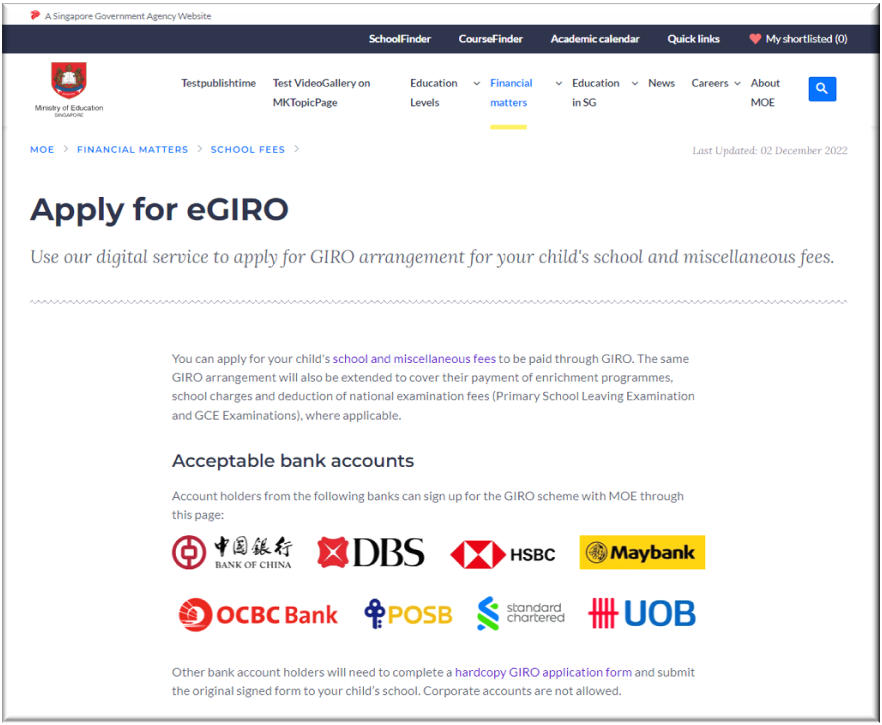 A Singapore Government Agency Website
SchoolFinder CourseFinder Academic calendar Quick links My shortlisted (0)
Testpublishtime Test VideoGallery on MKTopicPage Education Levels Financial matters Education in SG News Careers About MOE
Ministry of Education
SINGAPORE
MOE > FINANCIAL MATTERS > SCHOOL FEES >
Last Updated: 02 December 2022
Apply for eGIRO
Use our digital service to apply for GIRO arrangement for your child's school and miscellaneous fees.
You can apply for your child's school and miscellaneous fees to be paid through GIRO. The same
GIRO arrangement will also be extended to cover their payment of enrichment programmes,
school charges and deduction of national examination fees (Primary School Leaving Examination
and GCE Examinations), where applicable.
Acceptable bank accounts
Account holders from the following banks can sign up for the GIRO scheme with MOE through
this page:
中国银行
BANK OF CHINA
DBS
HSBC
Maybank
OCBC Bank
POSB
standard
chartered
UOB
Other bank account holders will need to complete a hardcopy GIRO application form and submit
the original signed form to your child's school. Corporate accounts are not allowed.